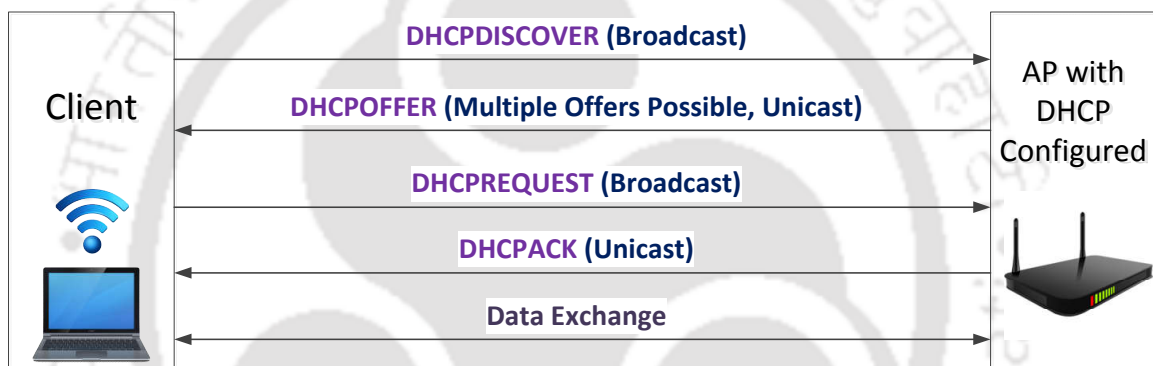 DHCPDISCOVER (Broadcast)
Client
DHCPOFFER (Multiple Offers Possible, Unicast)
AP with
DHCP
Configured
DHCPREQUEST (Broadcast)
DHCPACK (Unicast)
Data Exchange